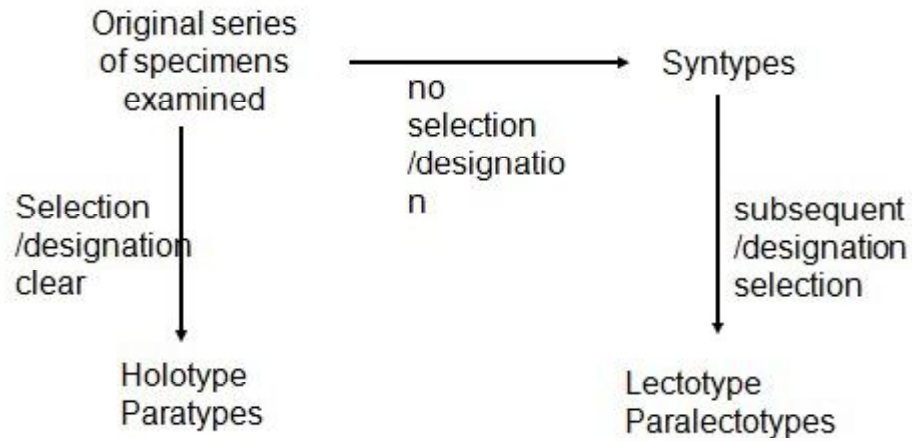 Original series
of specimens
examined
no
selection
/designatio
n
Syntypes
Selection
/designation
clear
subsequent
/designation
selection
Holotype
Paratypes
Lectotype
Paralectotypes